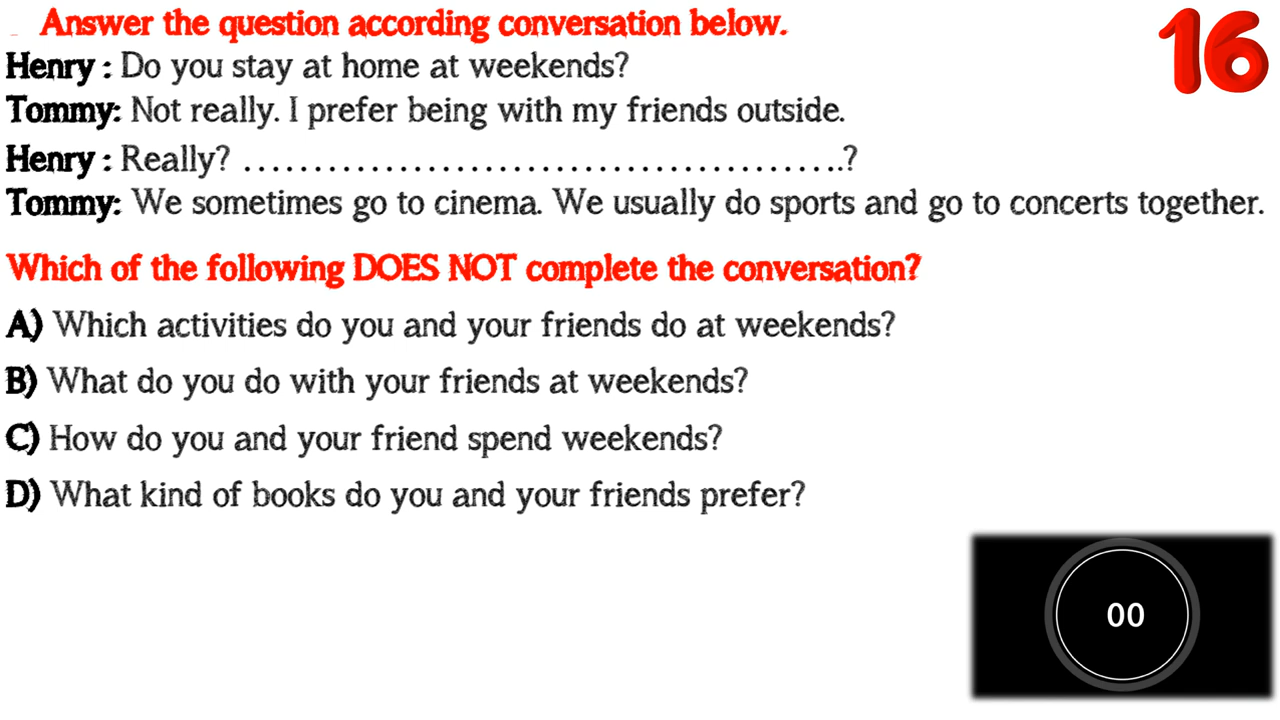 Answer the question according conversation below.
16
Henry : Do you stay at home at weekends?
Tommy: Not really. I prefer being with my friends outside.
Henry : Really? ............................................?
Tommy: We sometimes go to cinema. We usually do sports and go to concerts together.
Which of the following DOES NOT complete the conversation?
A) Which activities do you and your friends do at weekends?
B) What do you do with your friends at weekends?
C) How do you and your friend spend weekends?
D) What kind of books do you and your friends prefer?
00